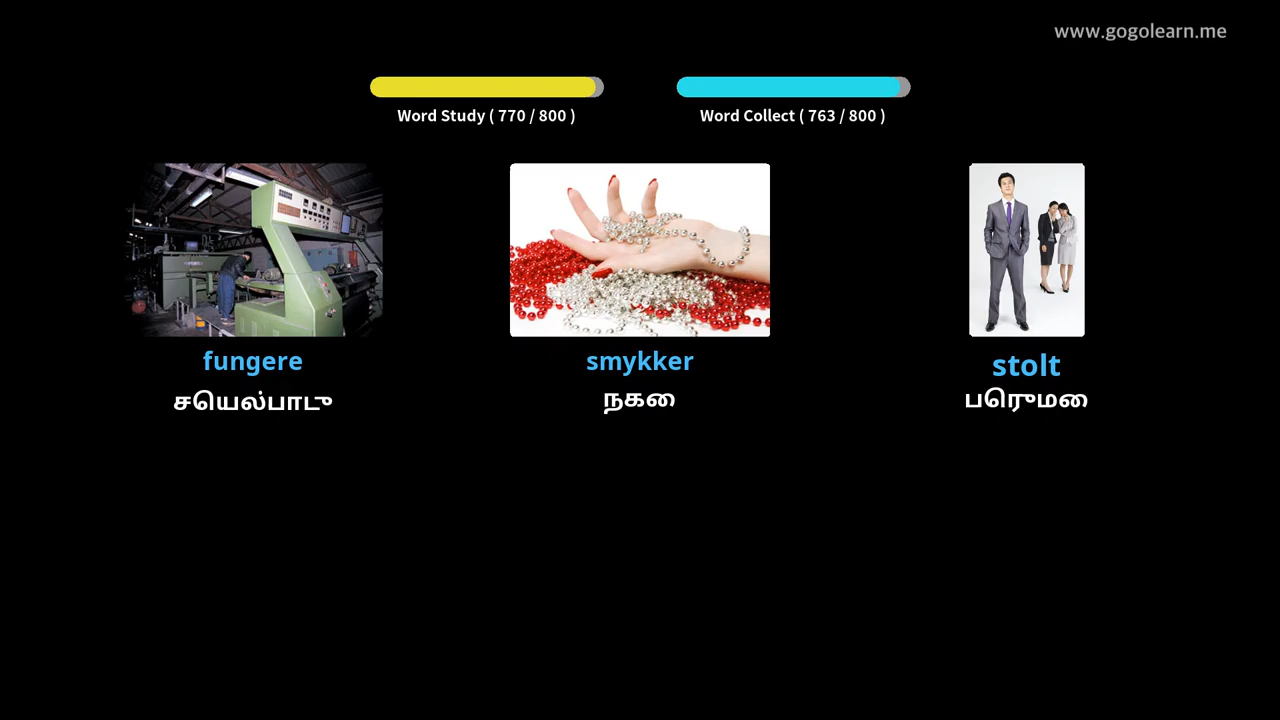 www.gogolearn.me
Word Study ( 770 / 800 )
Word Collect ( 763 / 800 )
fungere
smykker
stolt
செயல்பாடு
நகை
பெருமை